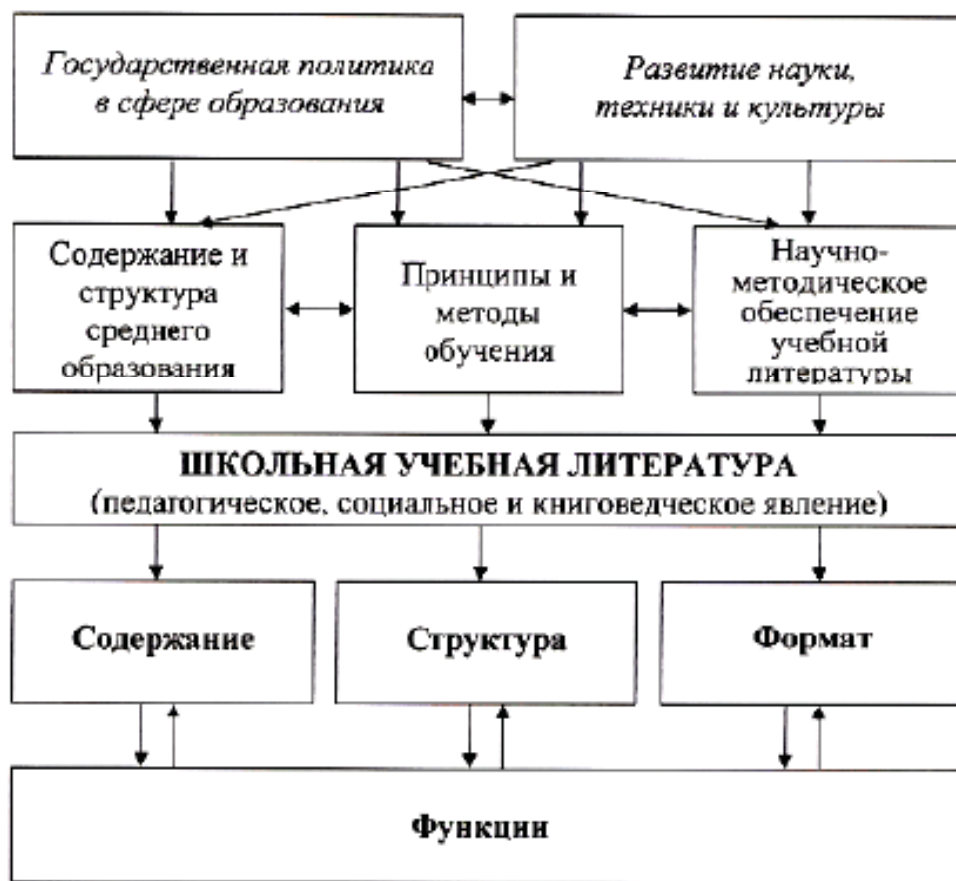 Государственная политика
в сфере образования
Развитие науки,
техники и культуры
Содержание и
структура
среднего
образования
Принципы и
методы
обучения
Научно-
методическое
обеспечение
учебной
литературы
ШКОЛЬНАЯ УЧЕБНАЯ ЛИТЕРАТУРА
(педагогическое, социальное и книговедческое явление)
Содержание
Структура
Формат
Функции